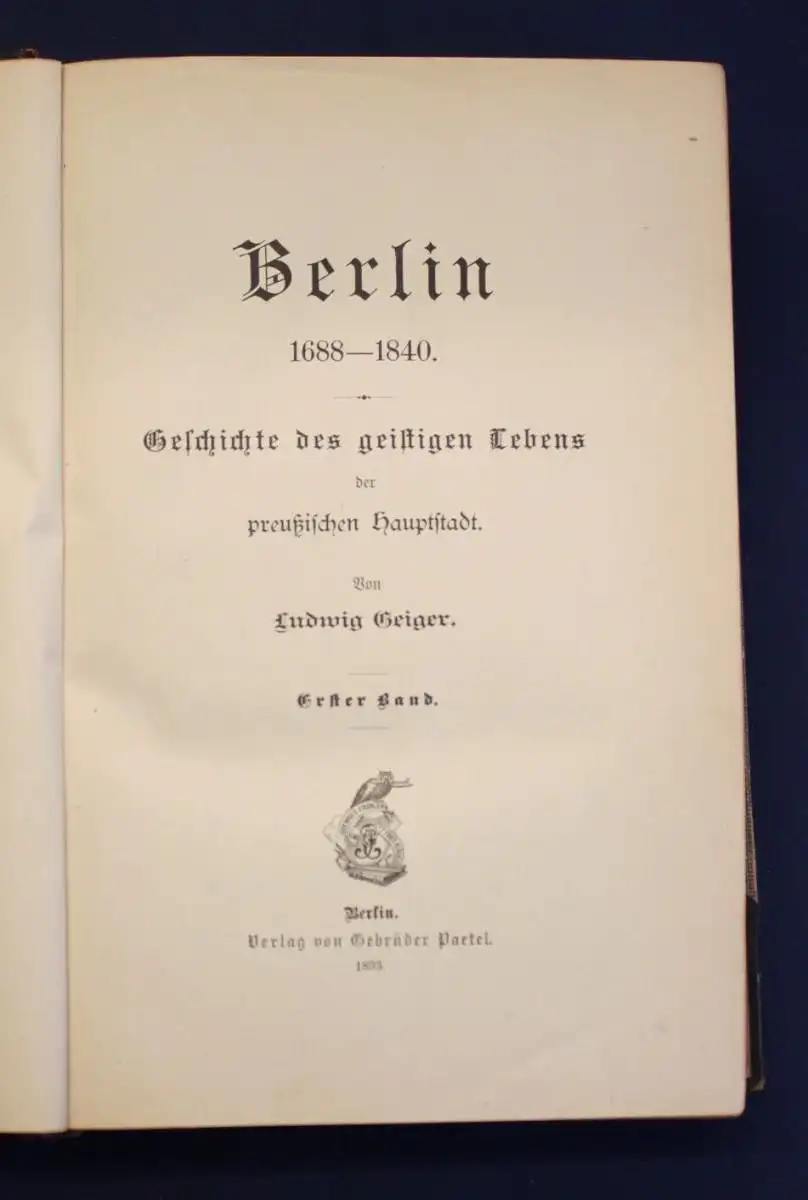 Berlin
1688—1840.
Geſchichte des geiſtigen Lebens
der
preußiſchen Hauptſtadt.
Von
Ludwig Geiger.
Erſter Band.
Berlin.
Verlag von Gebrüder Paetel.
1893